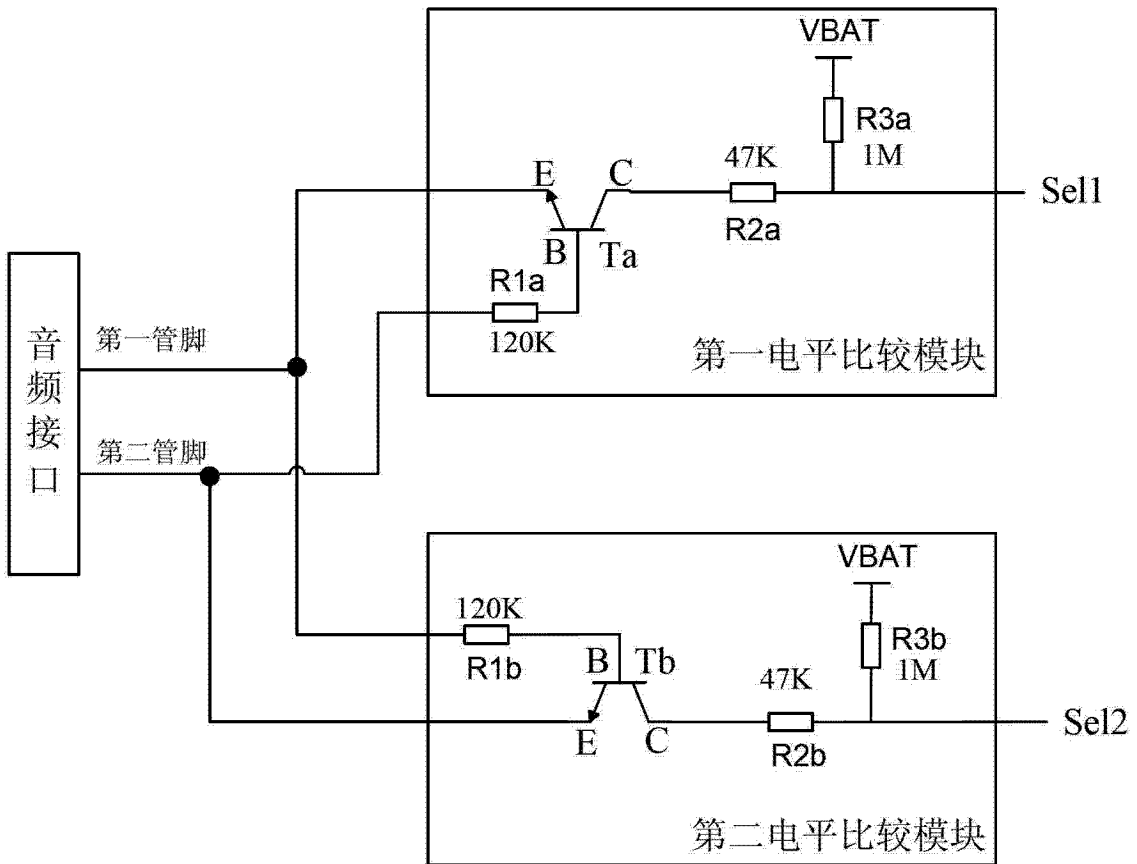 音频接口
第一管脚
第二管脚
VBAT
R3a
1M
47K
R2a
Sel1
E
C
B
Ta
R1a
120K
第一电平比较模块
VBAT
R3b
1M
120K
R1b
B
Tb
47K
R2b
Sel2
E
C
第二电平比较模块